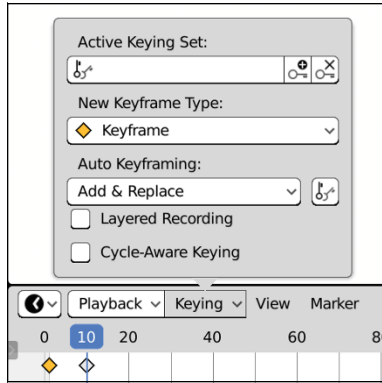 Active Keying Set:
New Keyframe Type:
Keyframe
Auto Keyframing:
Add & Replace
Layered Recording
Cycle-Aware Keying
Playback Keying View Marker
0 10 20 40 60 8